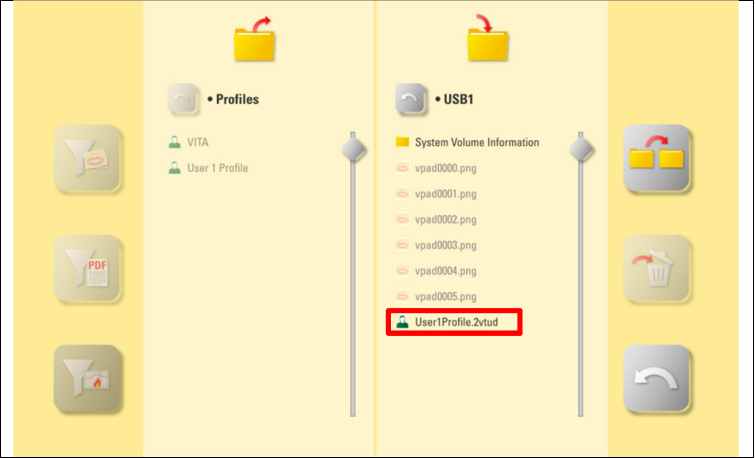 • Profiles
VITA
User 1 Profile
• USB1
System Volume Information
vpad0000.png
vpad0001.png
vpad0002.png
vpad0003.png
vpad0004.png
vpad0005.png
User1Profile.2vtud
PDF